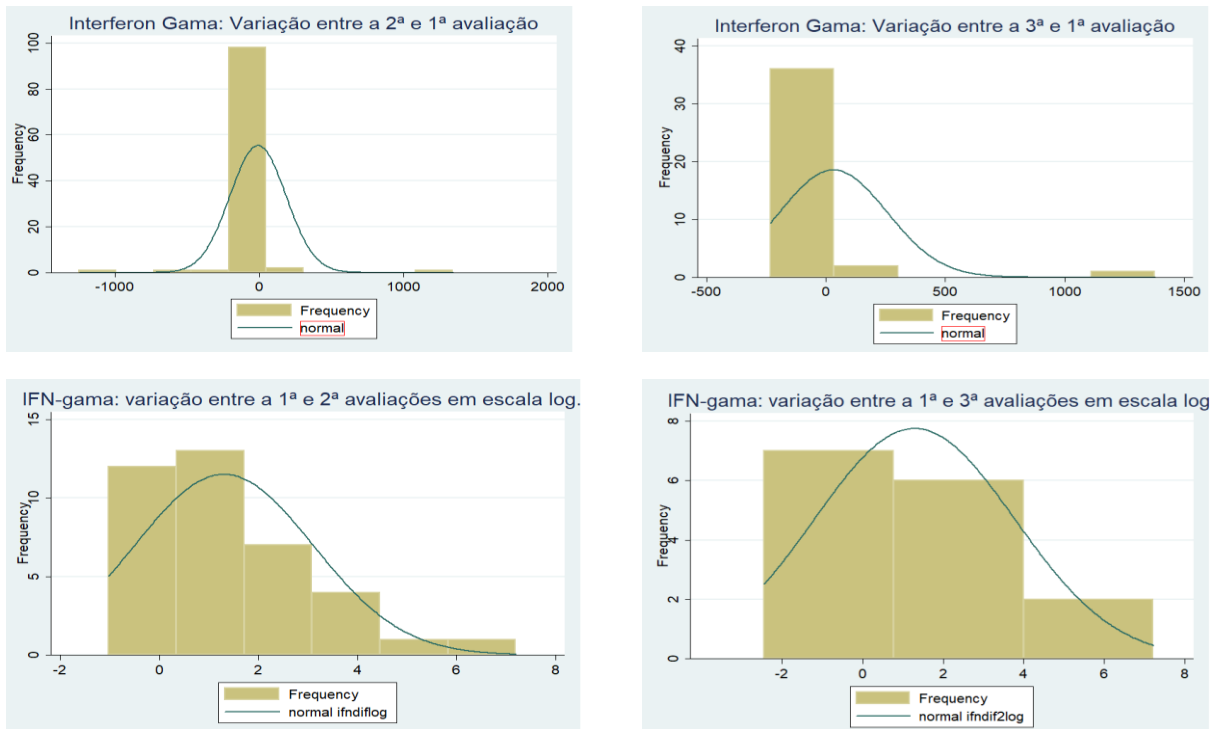 Interferon Gama: Variação entre a 2ª e 1ª avaliação
Frequency
0 20 40 60 80 100
-1000 0 1000 2000
Frequency
normal
Interferon Gama: Variação entre a 3ª e 1ª avaliação
Frequency
0 10 20 30 40
-500 0 500 1000 1500
Frequency
normal
IFN-gama: variação entre a 1ª e 2ª avaliações em escala log.
Frequency
0 5 10 15
-2 0 2 4 6 8
Frequency
normal ifndiflog
IFN-gama: variação entre a 1ª e 3ª avaliações em escala log
Frequency
0 2 4 6 8
-2 0 2 4 6 8
Frequency
normal ifndif2log